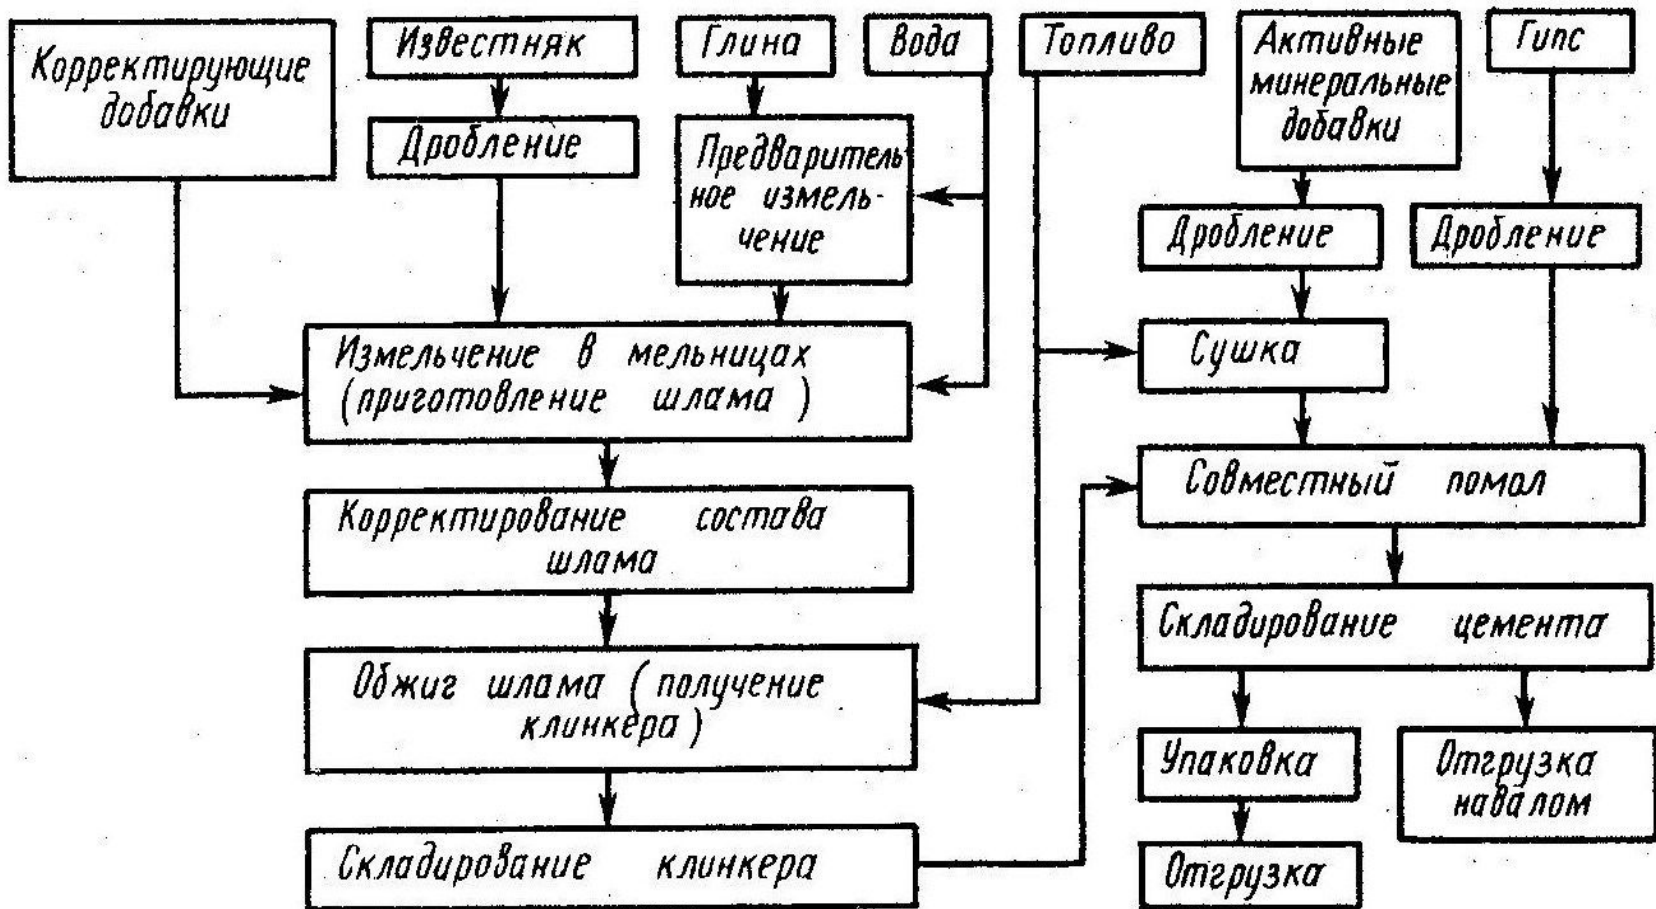 Корректирующие
добавки
Известняк
Глина
Вода
Топливо
Активные
минеральные
добавки
Гипс
Дробление
Предваритель
ное измель-
чение
Дробление
Дробление
Измельчение в мельницах
(приготовление шлама)
Сушка
Совместный помол
Корректирование состава
шлама
Складирование цемента
Обжиг шлама (получение
клинкера)
Упаковка
Отгрузка
навалом
Складирование клинкера
Отгрузка